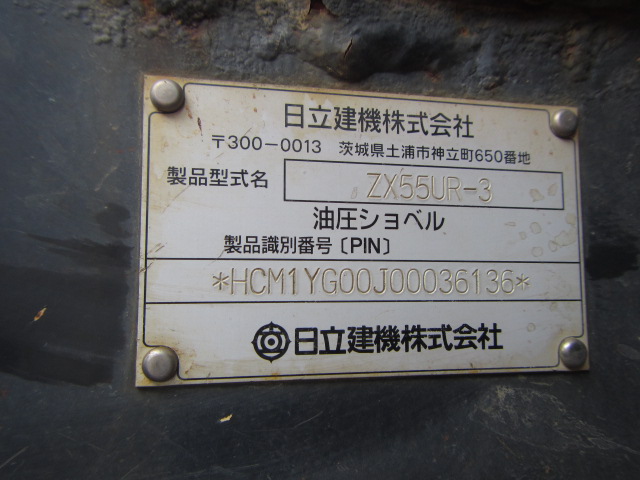 日立建機株式会社
〒300-0013 茨城県土浦市神立町650番地
製品型式名 ZX55UR-3
油圧ショベル
製品識別番号〔PIN〕
*HCM1YG00J00036136*
日立建機株式会社